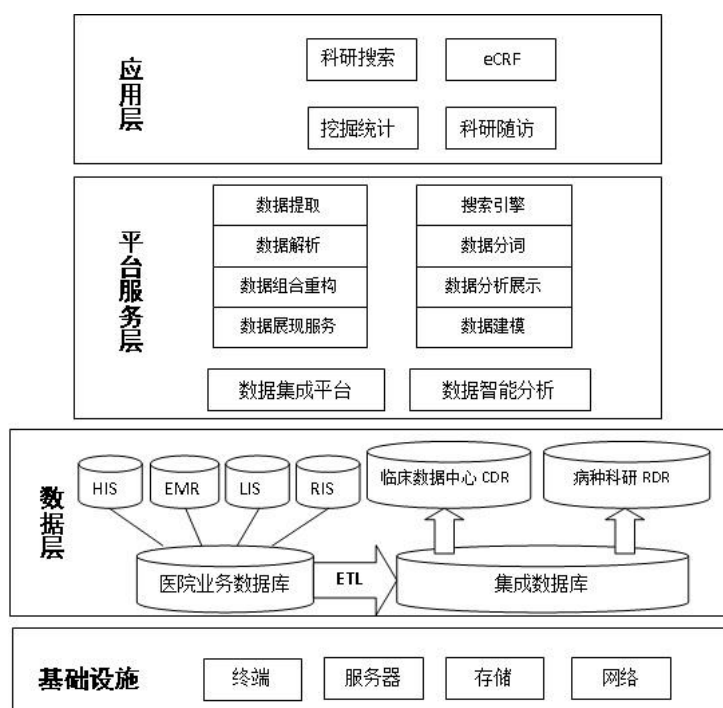 应用层
科研搜索
eCRF
挖掘统计
科研随访
平台服务层
数据提取
搜索引擎
数据解析
数据分词
数据组合重构
数据分析展示
数据展现服务
数据建模
数据集成平台
数据智能分析
数据层
HIS
EMR
LIS
RIS
临床数据中心 CDR
病种科研 RDR
医院业务数据库
ETL
集成数据库
基础设施
终端
服务器
存储
网络